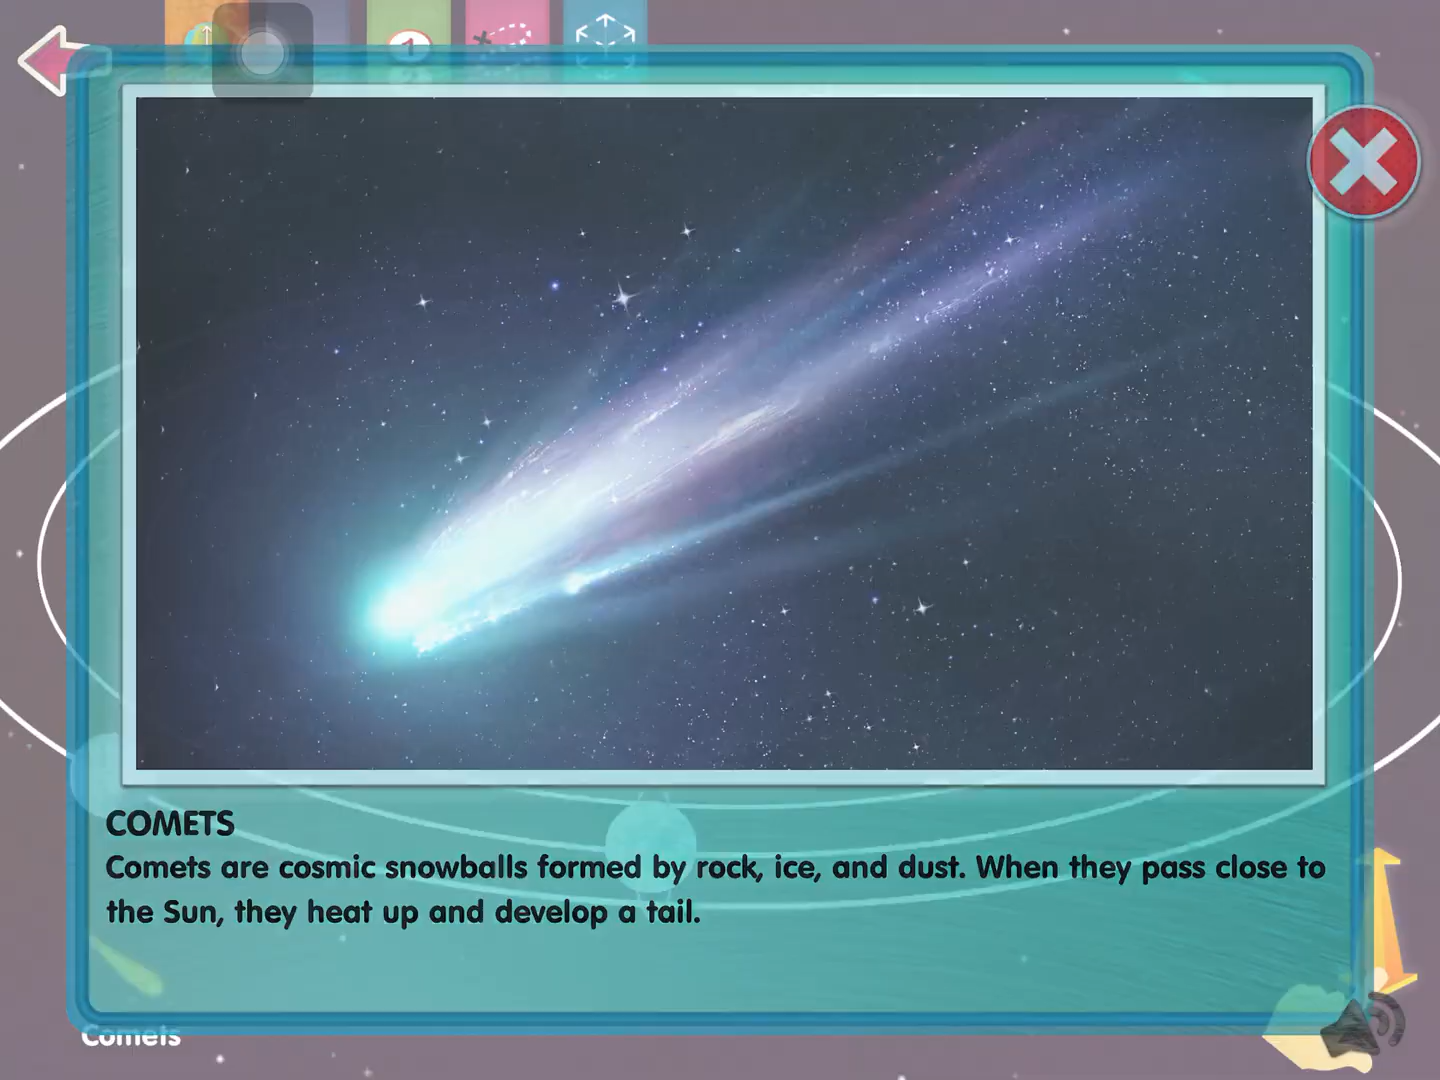 COMETS
Comets are cosmic snowballs formed by rock, ice, and dust. When they pass close to
the Sun, they heat up and develop a tail.
Comets